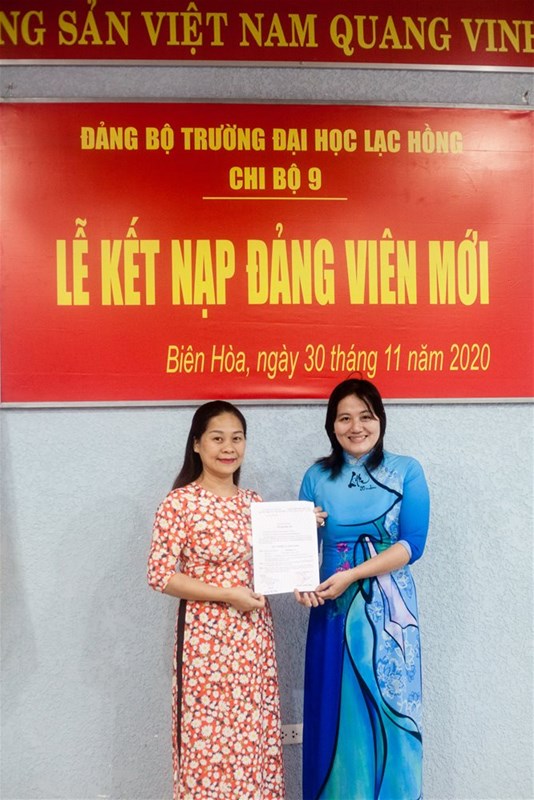 NG SẢN VIỆT NAM QUANG VINH
ĐẢNG BỘ TRƯỜNG ĐẠI HỌC LẠC HỒNG
CHI BỘ 9
LỄ KẾT NẠP ĐẢNG VIÊN MỚI
Biên Hòa, ngày 30 tháng 11 năm 2020